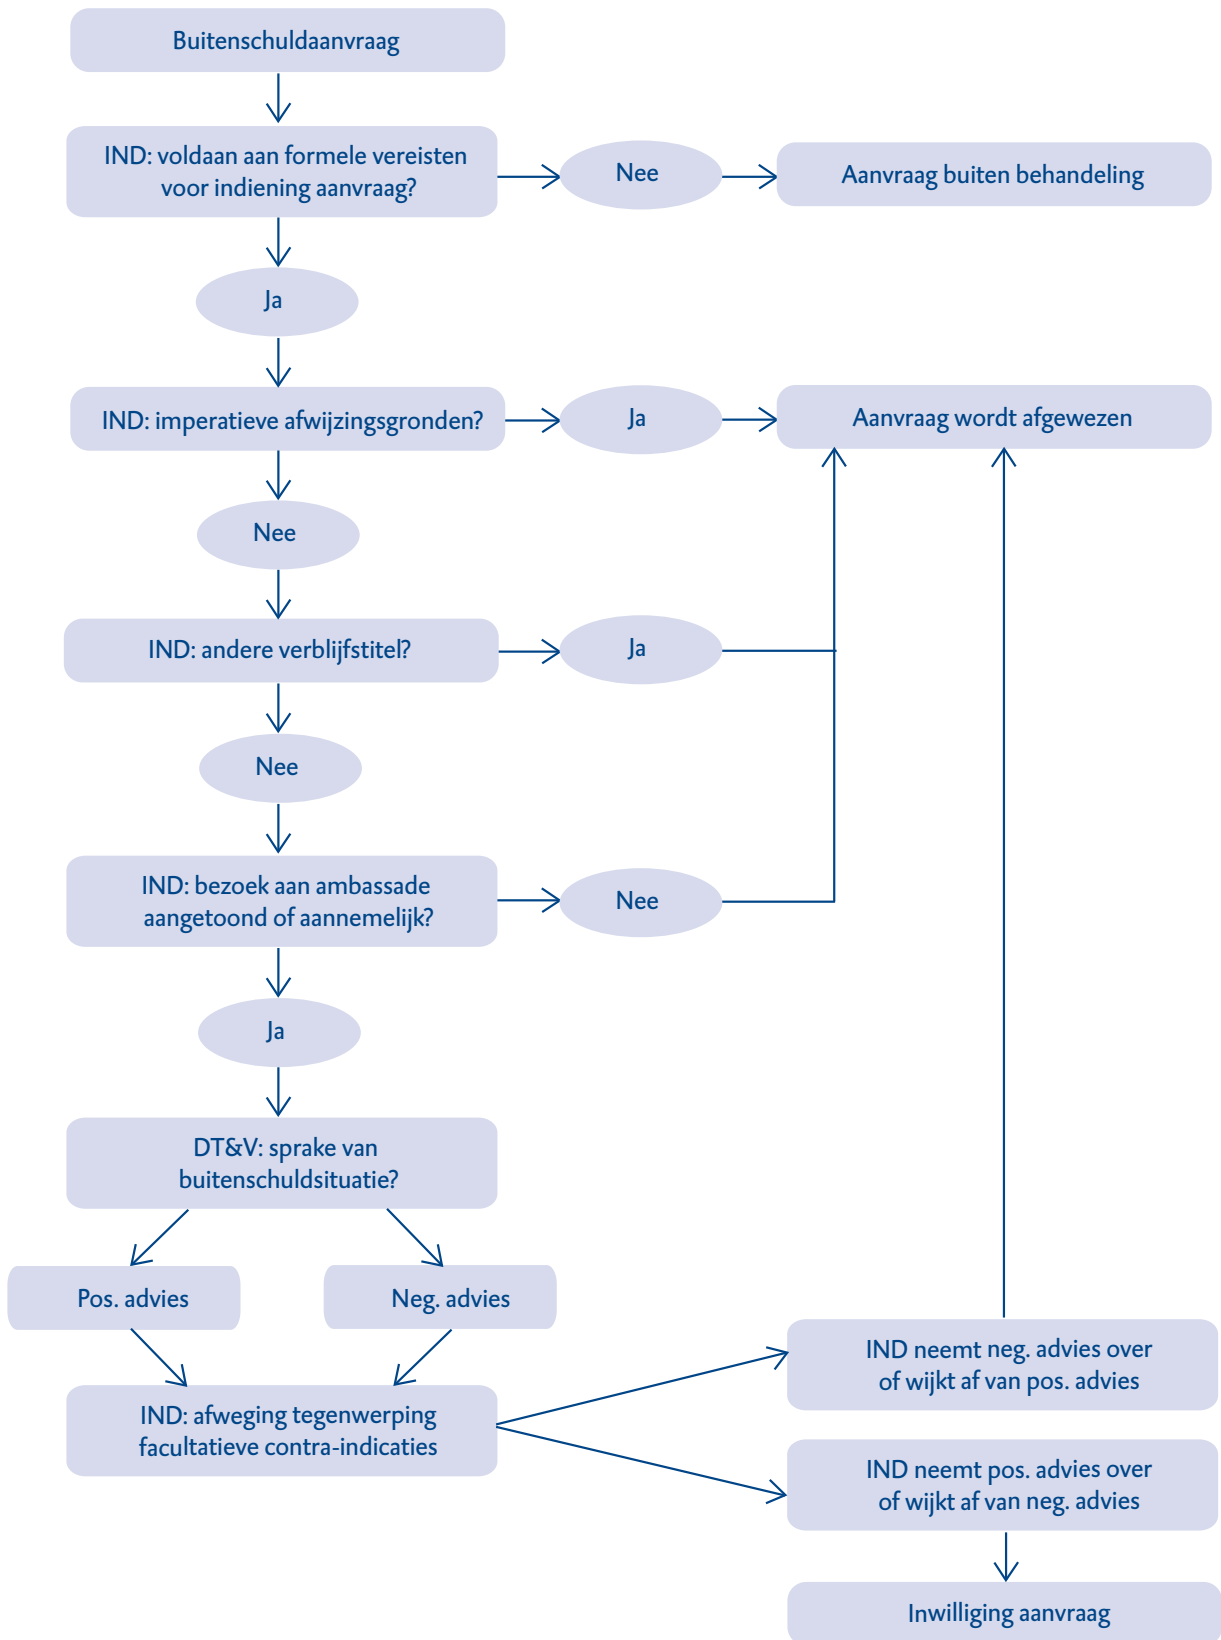 Buitenschuldaanvraag
IND: voldaan aan formele vereisten
voor indiening aanvraag?
Nee
Aanvraag buiten behandeling
Ja
IND: imperatieve afwijzingsgronden?
Ja
Aanvraag wordt afgewezen
Nee
IND: andere verblijfstitel?
Ja
Nee
IND: bezoek aan ambassade
aangetoond of aannemelijk?
Nee
Ja
DT&V: sprake van
buitenschuldsituatie?
Pos. advies
Neg. advies
IND: afweging tegenwerping
facultatieve contra-indicaties
IND neemt neg. advies over
of wijkt af van pos. advies
IND neemt pos. advies over
of wijkt af van neg. advies
Inwilliging aanvraag